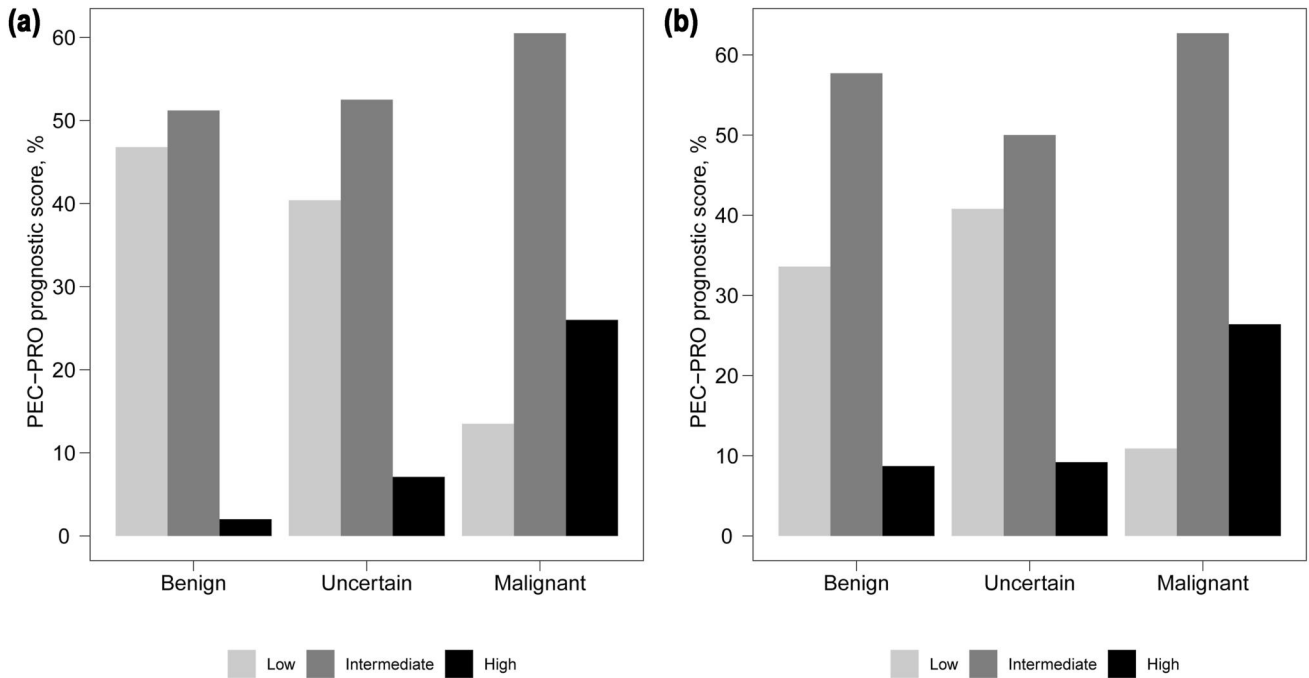 (a)
PEC−PRO prognostic score, %
60
50
40
30
20
10
0
Benign Uncertain Malignant
Low Intermediate High
(b)
PEC−PRO prognostic score, %
60
50
40
30
20
10
0
Benign Uncertain Malignant
Low Intermediate High